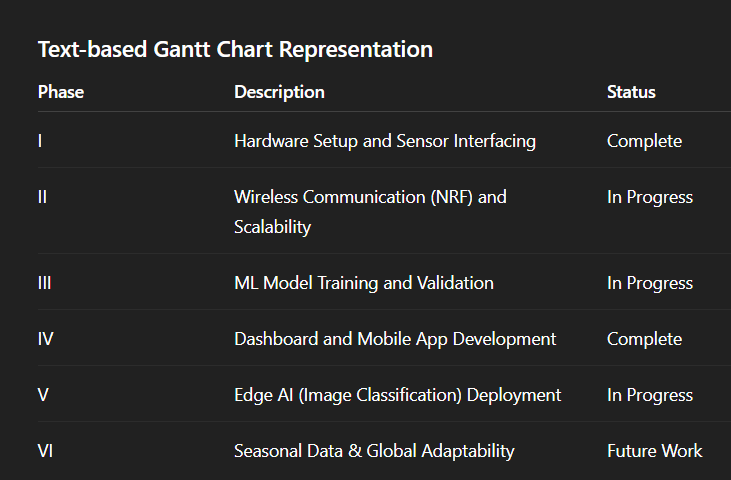 Text-based Gantt Chart Representation
Phase Description Status
I Hardware Setup and Sensor Interfacing Complete
II Wireless Communication (NRF) and In Progress
Scalability
III ML Model Training and Validation In Progress
IV Dashboard and Mobile App Development Complete
V Edge AI (Image Classification) Deployment In Progress
VI Seasonal Data & Global Adaptability Future Work